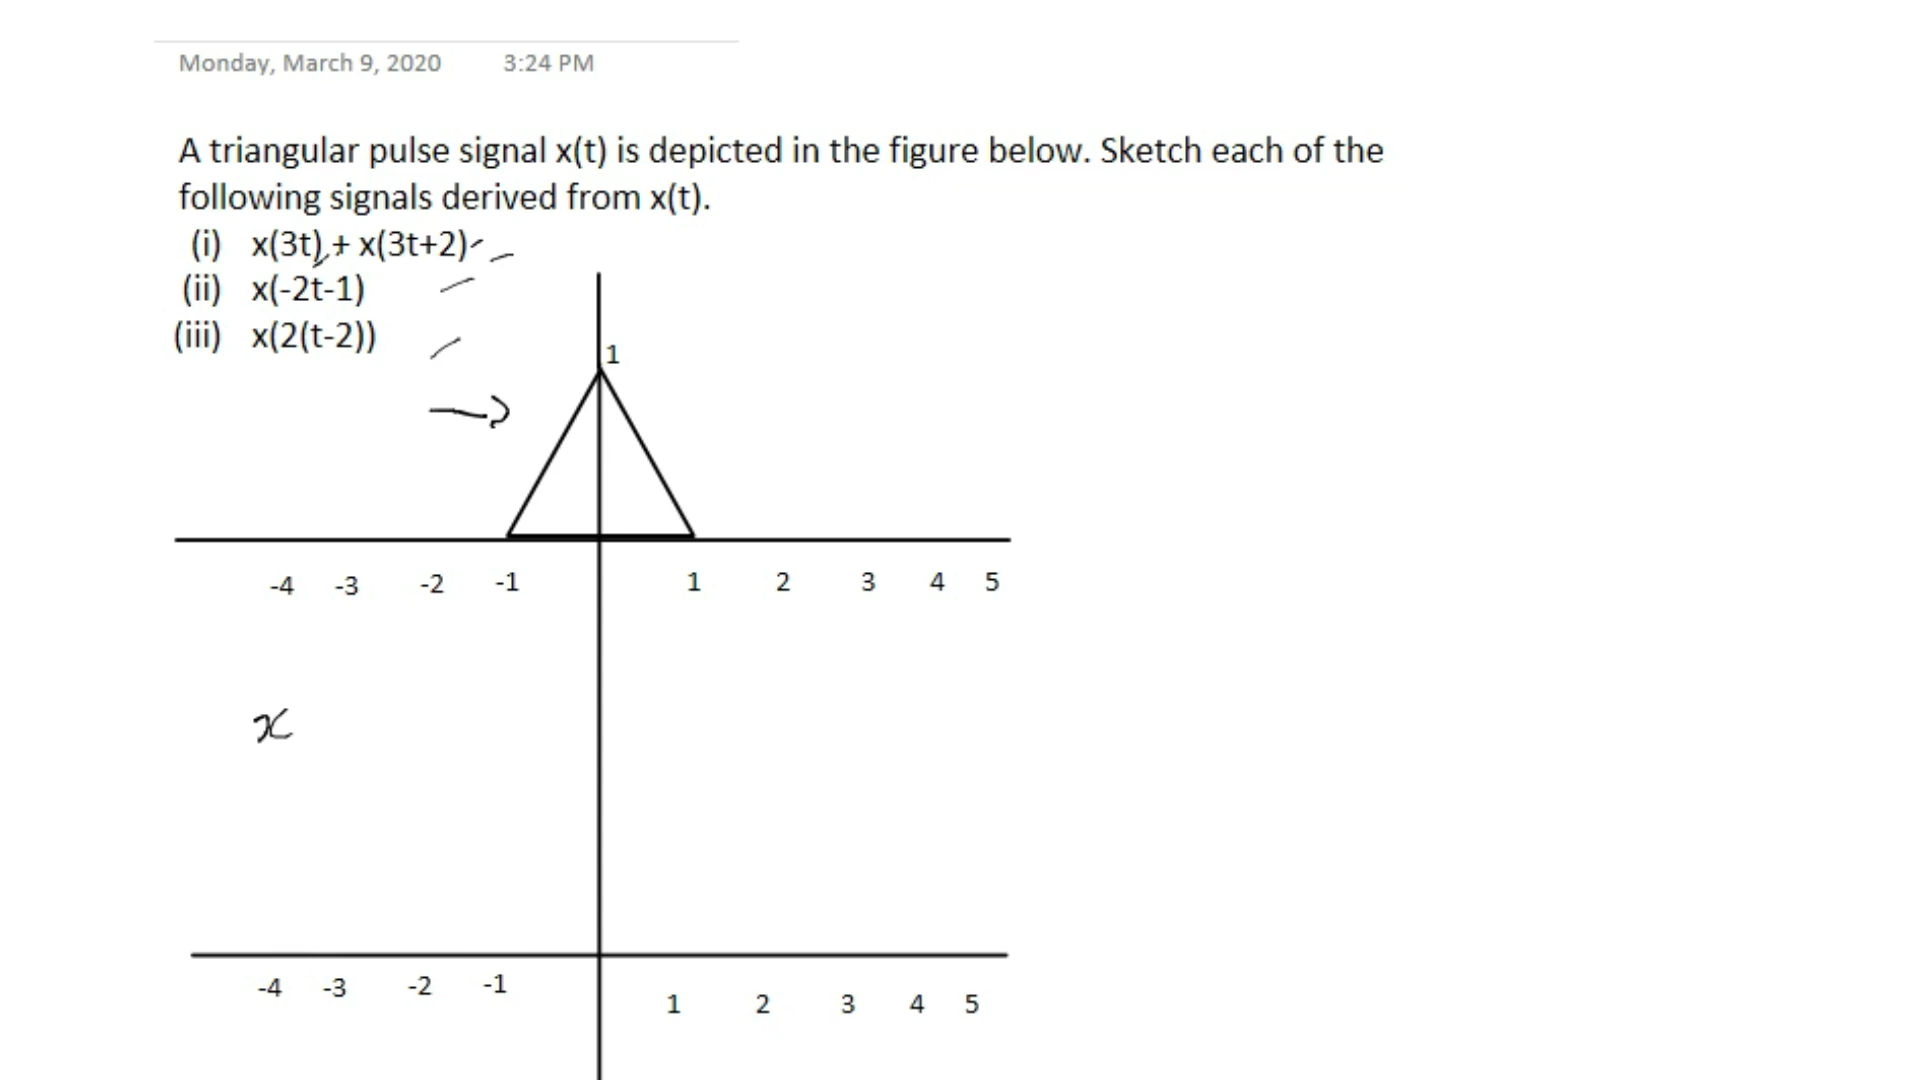 Monday, March 9, 2020 3:24 PM
A triangular pulse signal x(t) is depicted in the figure below. Sketch each of the
following signals derived from x(t).
(i) x(3t) + x(3t+2)
(ii) x(-2t-1)
(iii) x(2(t-2))
1
-4 -3 -2 -1 1 2 3 4 5
x
-4 -3 -2 -1 1 2 3 4 5